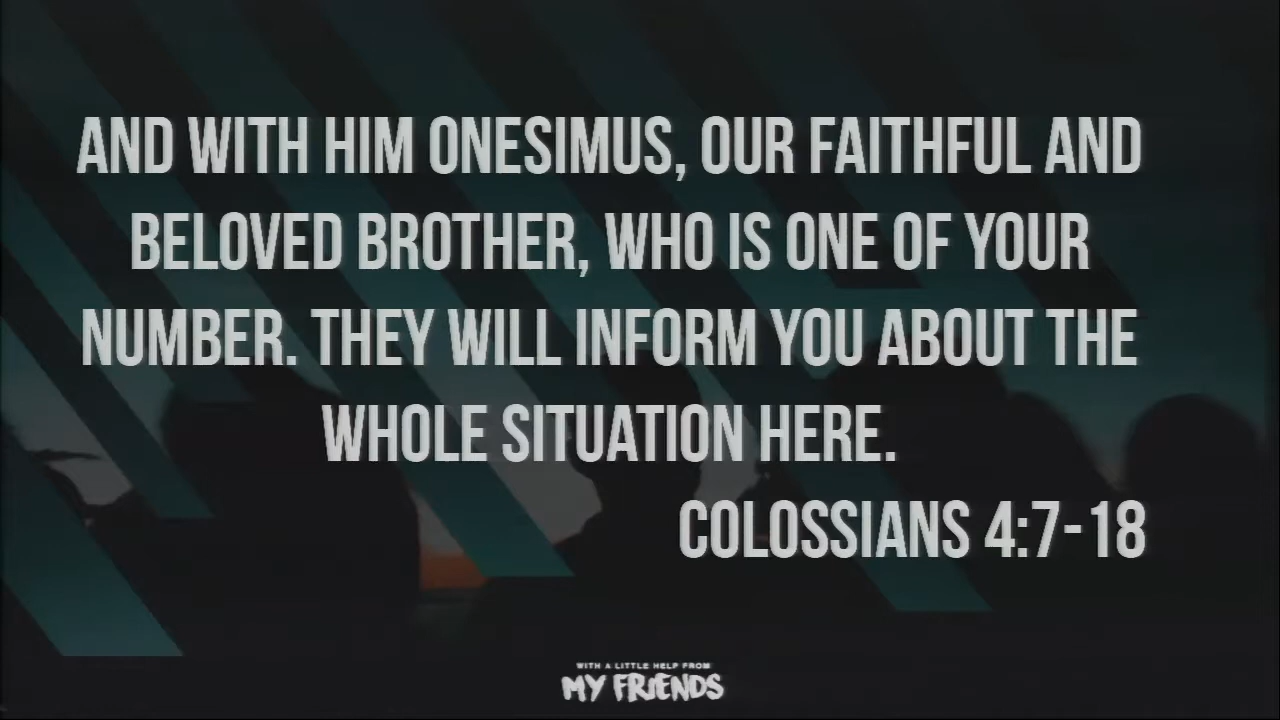 AND WITH HIM ONESIMUS, OUR FAITHFUL AND
BELOVED BROTHER, WHO IS ONE OF YOUR
NUMBER. THEY WILL INFORM YOU ABOUT THE
WHOLE SITUATION HERE.
COLOSSIANS 4:7-18
WITH A LITTLE HELP FROM
MY FRIENDS